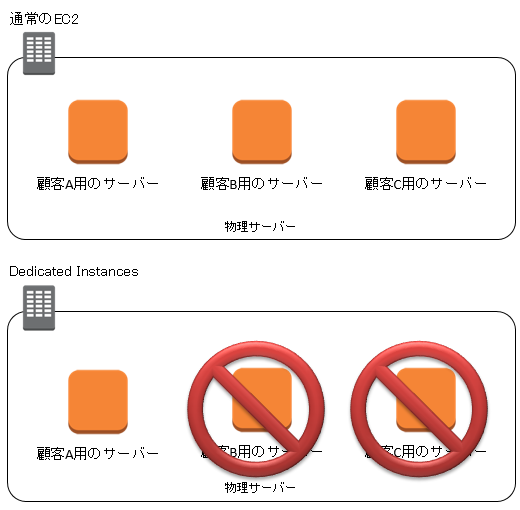 通常のEC2
顧客A用のサーバー
顧客B用のサーバー
顧客C用のサーバー
物理サーバー
Dedicated Instances
顧客A用のサーバー
顧客B用のサーバー
顧客C用のサーバー
物理サーバー